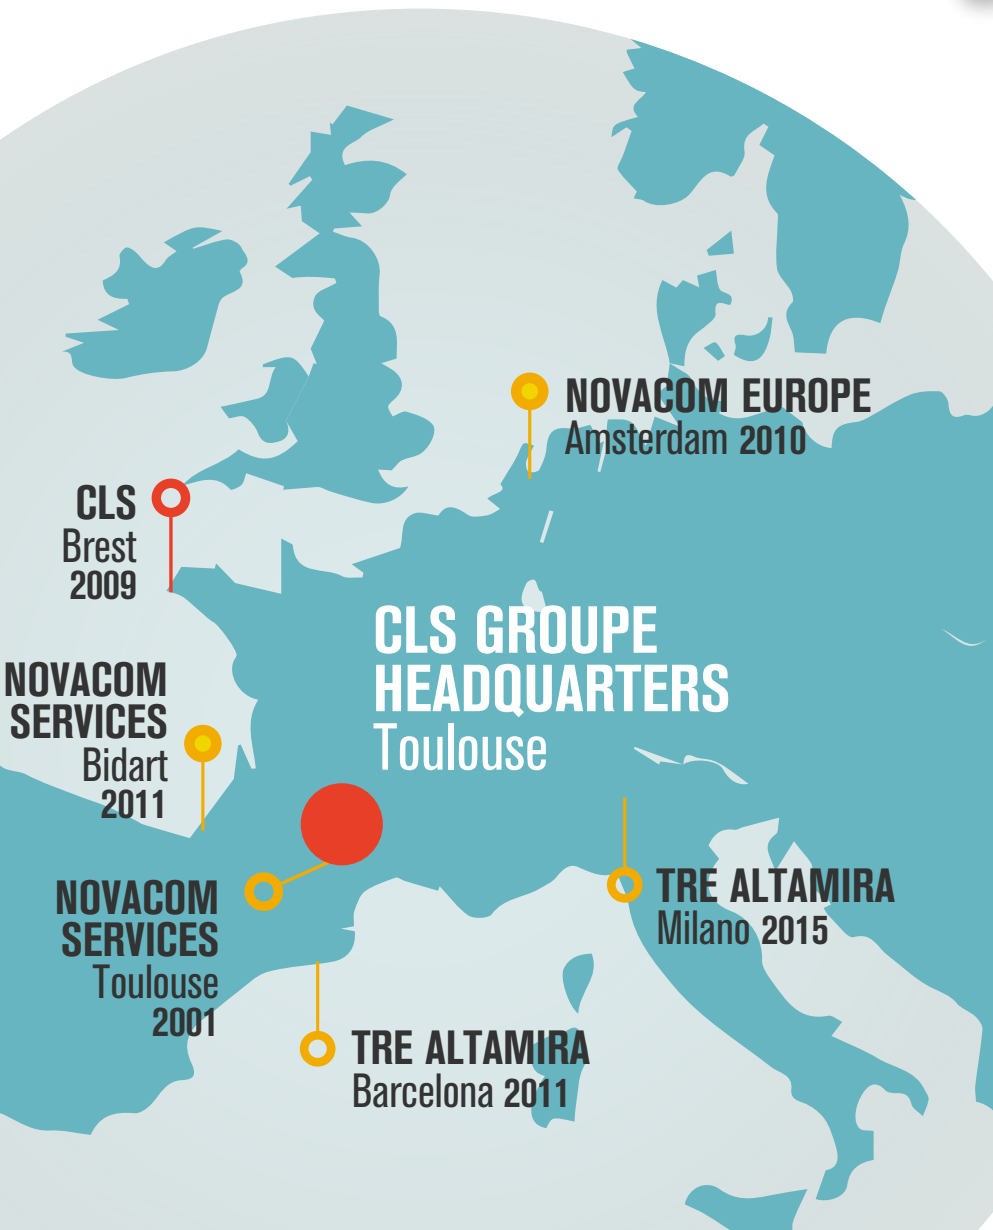 NOVACOM EUROPE
Amsterdam 2010
CLS
Brest
2009
CLS GROUPE
HEADQUARTERS
Toulouse
NOVACOM
SERVICES
Bidart
2011
NOVACOM
SERVICES
Toulouse
2001
TRE ALTAMIRA
Milano 2015
TRE ALTAMIRA
Barcelona 2011